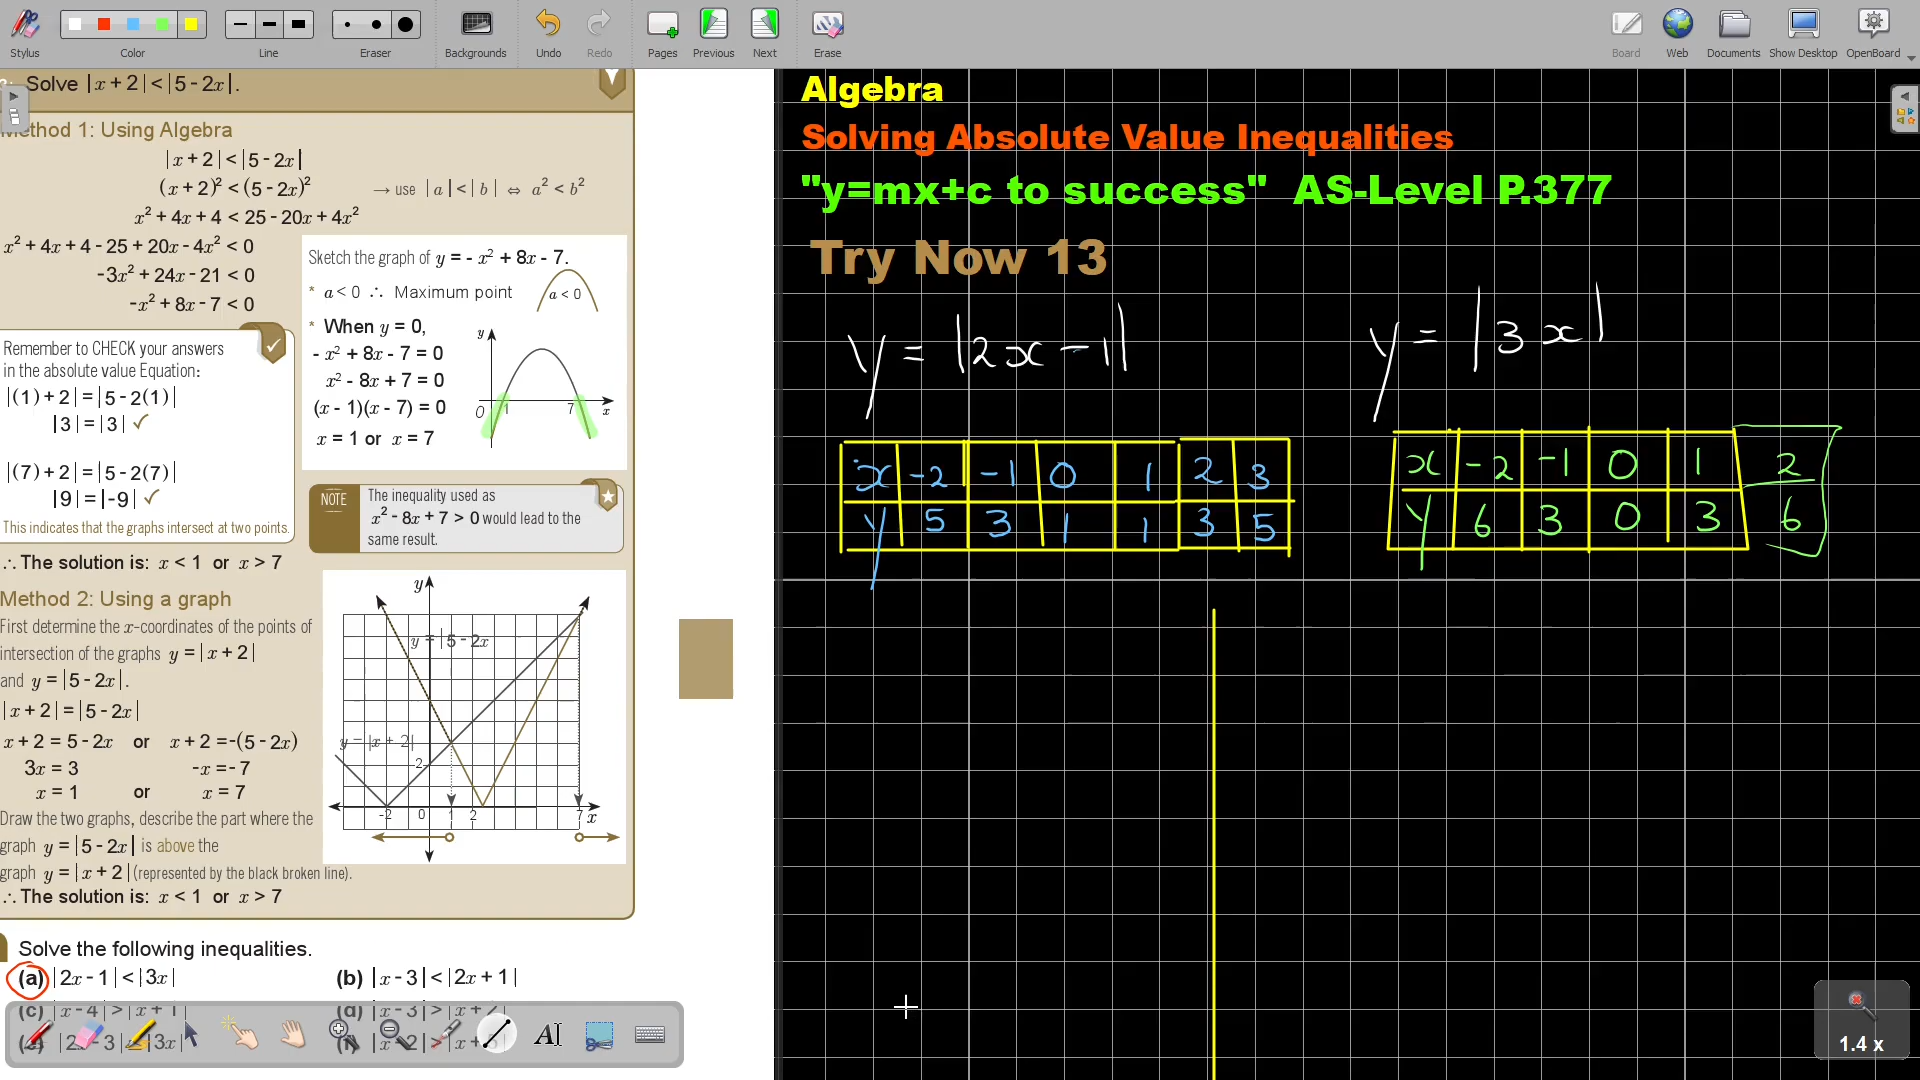 Stylus Color Line Eraser Backgrounds Undo Redo Pages Previous Next Erase Board Web Documents Show Desktop OpenBoard
Solve |x + 2| < |5 - 2x|.
Method 1: Using Algebra
|x + 2| < |5 - 2x|
(x + 2)² < (5 - 2x)² → use |a| < |b| ⇔ a² < b²
x² + 4x + 4 < 25 - 20x + 4x²
x² + 4x + 4 - 25 + 20x - 4x² < 0
-3x² + 24x - 21 < 0
-x² + 8x - 7 < 0
Sketch the graph of y = - x² + 8x - 7.
* a < 0 ∴ Maximum point
a < 0
* When y = 0,
- x² + 8x - 7 = 0
x² - 8x + 7 = 0
(x - 1)(x - 7) = 0
x = 1 or x = 7
y
O 1 7 x
Remember to CHECK your answers
in the absolute value Equation:
|(1) + 2| = |5 - 2(1)|
|3| = |3| ✓
|(7) + 2| = |5 - 2(7)|
|9| = |-9| ✓
This indicates that the graphs intersect at two points.
NOTE
The inequality used as
x² - 8x + 7 > 0 would lead to the
same result.
∴ The solution is: x < 1 or x > 7
Method 2: Using a graph
First determine the x-coordinates of the points of
intersection of the graphs y = |x + 2|
and y = |5 - 2x|.
|x + 2| = |5 - 2x|
x + 2 = 5 - 2x or x + 2 = -(5 - 2x)
3x = 3 -x = - 7
x = 1 or x = 7
Draw the two graphs, describe the part where the
graph y = |5 - 2x| is above the
graph y = |x + 2| (represented by the black broken line).
∴ The solution is: x < 1 or x > 7
y
y = |5 - 2x
y = |x + 2|
2
-2 0 1 2 7 x
Solve the following inequalities.
(a) |2x - 1| < |3x| (b) |x - 3| < |2x + 1|
(c) |x - 4| > |x + 1| (d) |x - 3| > |x + 2|
Algebra
Solving Absolute Value Inequalities
"y=mx+c to success" AS-Level P.377
Try Now 13
y = |2x - 1| y = |3x|
x -2 -1 0 1 2 3
y 5 3 1 1 3 5
x -2 -1 0 1 2
y 6 3 0 3 6
1.4 x